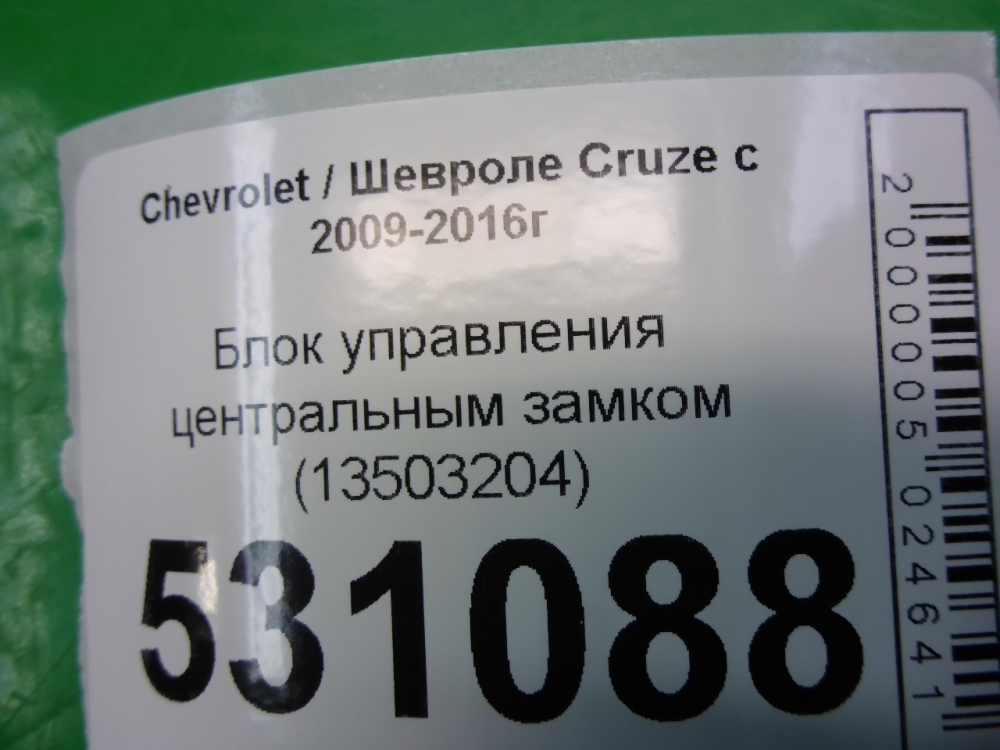 Chevrolet / Шевроле Cruze с
2009-2016г
Блок управления
центральным замком
(13503204)
531088
2000005024641